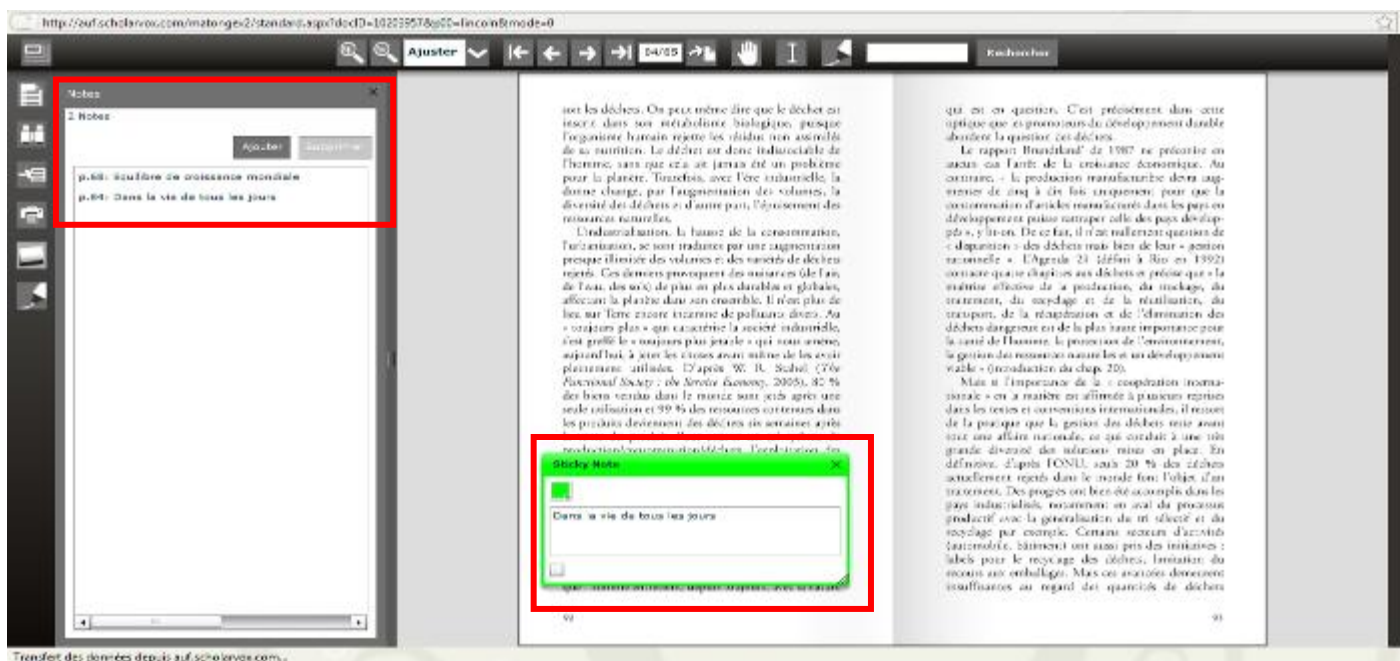 Ajuster
84/85
Rechercher
Notes
2 Notes
Ajouter
Supprimer
p.68: Equilibre de croissance mondiale
p.84: Dans la vie de tous les jours
sont les déchets. On peut même dire que le déchet est
inscrit dans son métabolisme biologique, puisque
l'organisme humain rejette les résidus non assimilés
de sa nutrition. Le déchet est donc indissociable de
l'homme, sans que cela ait jamais été un problème
pour la planète. Toutefois, avec l'ère industrielle, la
donne change, par l'augmentation des volumes, la
diversité des déchets et d'autre part, l'épuisement des
ressources naturelles.
L'industrialisation, la hausse de la consommation,
l'urbanisation, se sont traduites par une augmentation
presque illimitée des volumes et des variétés de déchets
rejetés. Ces derniers provoquent des nuisances (de l'air,
de l'eau, des sols) de plus en plus durables et globales,
affectant la planète dans son ensemble. Il n'est plus de
lieu sur Terre encore indemne de polluants divers. Au
« toujours plus » qui caractérise la société industrielle,
s'est greffé le « toujours plus jetable » qui nous amène,
aujourd'hui, à jeter les choses avant même de les avoir
pleinement utilisées. D'après W. R. Stahel (The
Functional Society : the Service Economy, 2003), 80 %
des biens vendus dans le monde sont jetés après une
seule utilisation et 99 % des ressources contenues dans
les produits deviennent des déchets six semaines après
production/consommation/déchets, l'exploitation des
Sticky Note
Dans la vie de tous les jours
92
qui est en question. C'est précisément dans cette
optique que les promoteurs du développement durable
abordent la question des déchets.
Le rapport Brundtland de 1987 ne préconise en
aucun cas l'arrêt de la croissance économique. Au
contraire, « la production manufacturière devra aug-
menter de cinq à dix fois uniquement pour que la
consommation d'articles manufacturés dans les pays en
développement puisse rattraper celle des pays dévelop-
pés », y lit-on. De ce fait, il n'est nullement question de
« disparition » des déchets mais bien de leur « gestion
rationnelle ». L'Agenda 21 (défini à Rio en 1992)
consacre quatre chapitres aux déchets et précise que « la
maîtrise effective de la production, du stockage, du
traitement, du recyclage et de la réutilisation, du
transport, de la récupération et de l'élimination des
déchets dangereux est de la plus haute importance pour
la santé de l'homme, la protection de l'environnement,
la gestion des ressources naturelles et un développement
viable » (introduction du chap. 20).
Mais si l'importance de la « coopération interna-
tionale » en la matière est affirmée à plusieurs reprises
dans les textes et conventions internationales, il ressort
de la pratique que la gestion des déchets reste avant
tout une affaire nationale, ce qui conduit à une très
grande diversité des solutions mises en place. En
définitive, d'après l'ONU, seuls 20 % des déchets
actuellement rejetés dans le monde font l'objet d'un
traitement. Des progrès ont bien été accomplis dans les
pays industrialisés, notamment en aval du processus
productif avec la généralisation du tri sélectif et du
recyclage par exemple. Certains secteurs d'activités
(automobile, bâtiment) ont aussi pris des initiatives :
labels pour le recyclage des déchets, limitation du
recours aux emballages. Mais ces avancées demeurent
insuffisantes au regard des quantités de déchets
93
Transfert des données depuis auf.scholarvox.com...